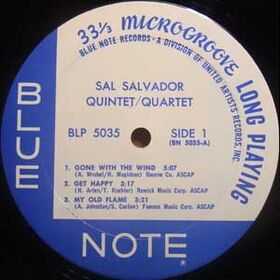 33⅓ MICROGROOVE LONG PLAYING
BLUE NOTE RECORDS • A DIVISION OF UNITED ARTISTS RECORDS, INC.
SAL SALVADOR
QUINTET/QUARTET
BLP 5035 SIDE 1
(BN 5035-A)
1. GONE WITH THE WIND 5:07
(A. Wrubel/H. Magidson) Bourne Co. ASCAP
2. GET HAPPY 3:17
(H. Arlen/T. Koehler) Remick Music Corp. ASCAP
3. MY OLD FLAME 3:21
(A. Johnston/S. Coslow) Famous Music Corp. ASCAP
BLUE
NOTE